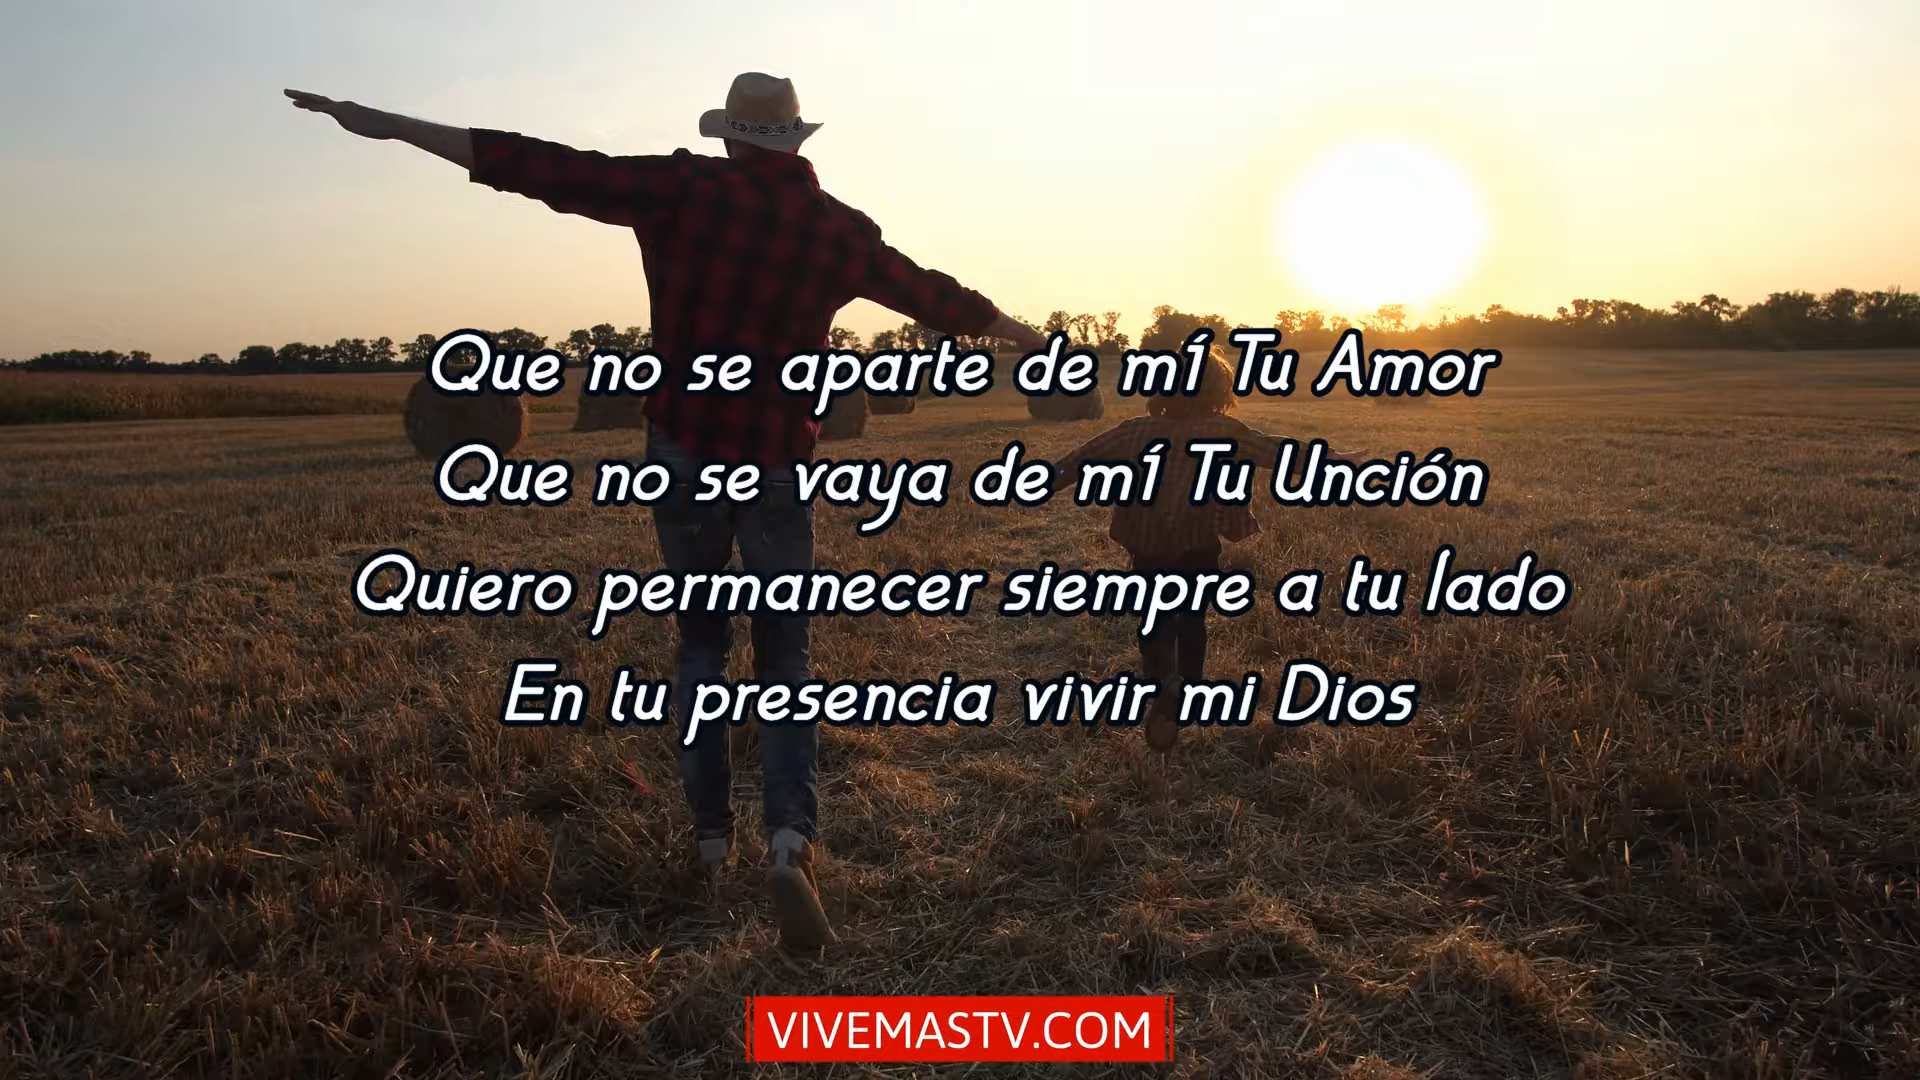 Que no se aparte de mí Tu Amor
Que no se vaya de mí Tu Unción
Quiero permanecer siempre a tu lado
En tu presencia vivir mi Dios
VIVEMASTV.COM